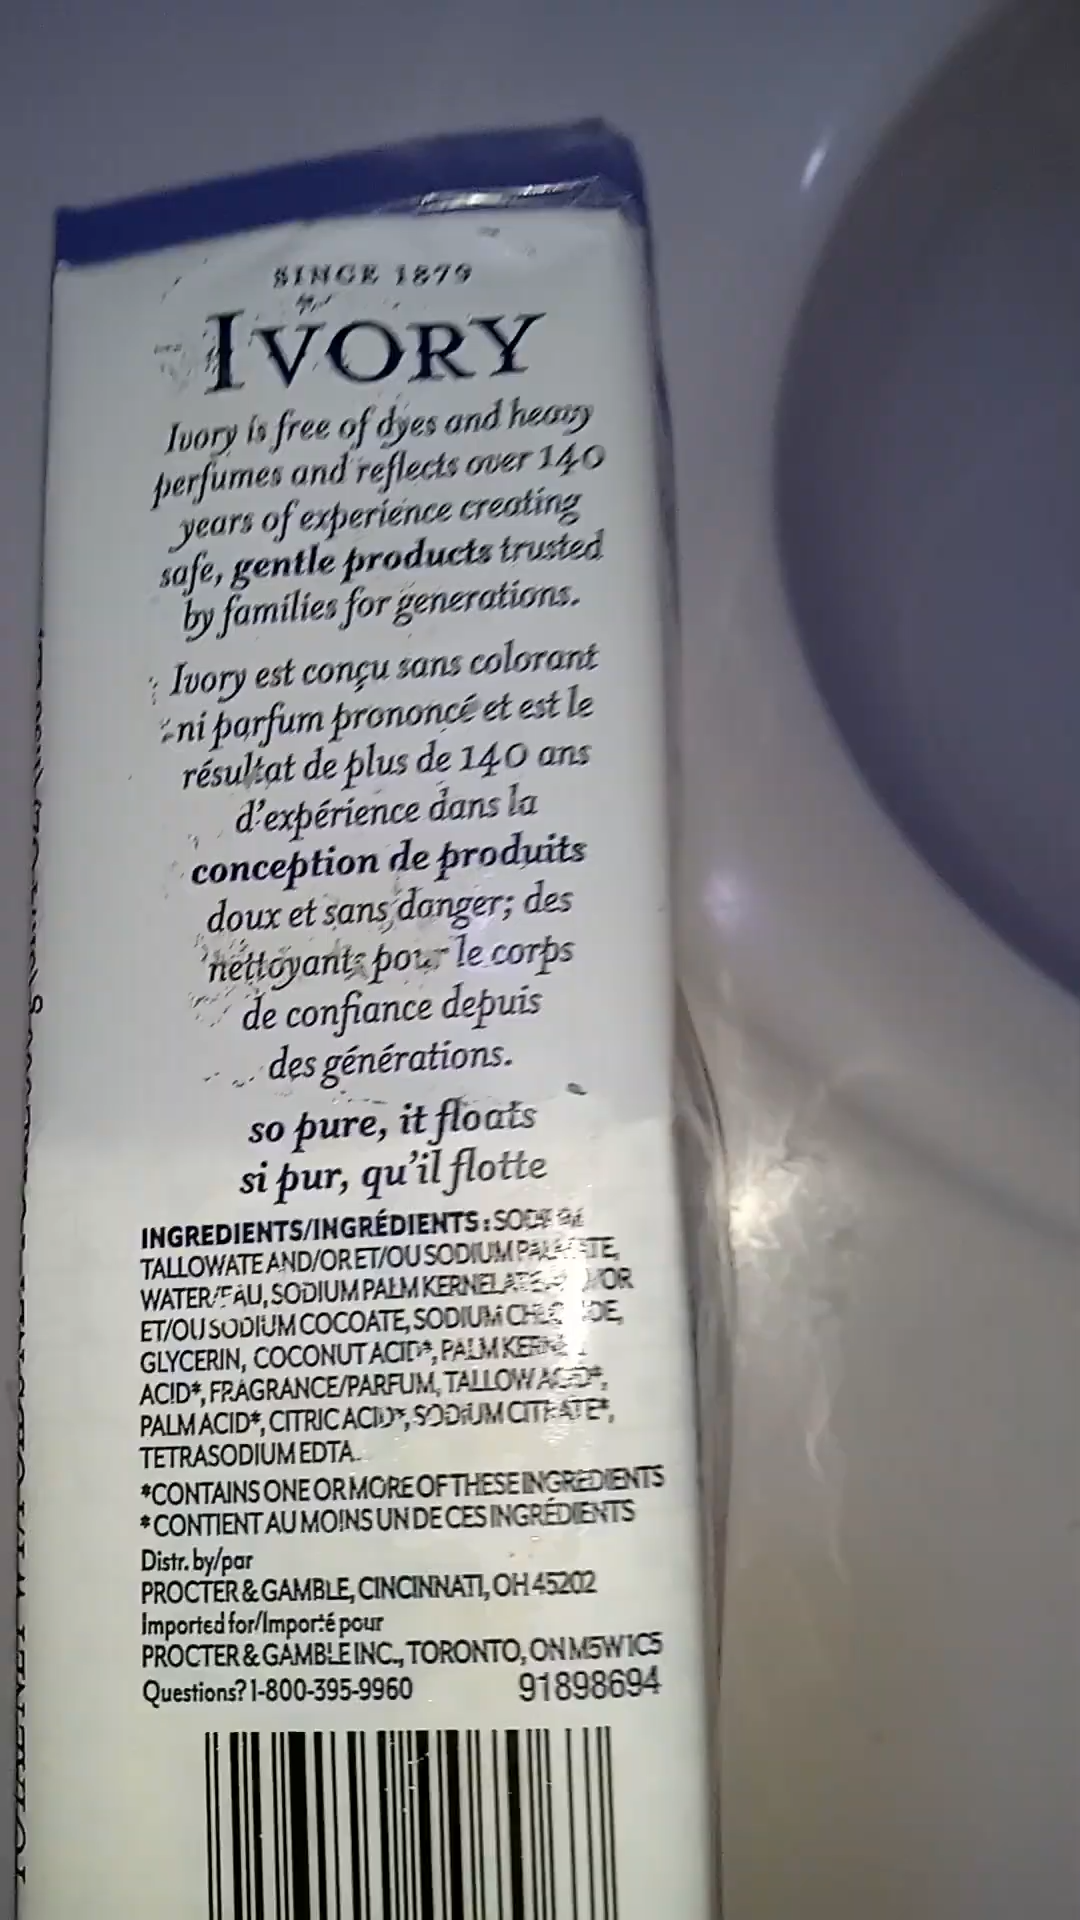 SINCE 1879
IVORY
Ivory is free of dyes and heavy
perfumes and reflects over 140
years of experience creating
safe, gentle products trusted
by families for generations.
Ivory est conçu sans colorant
ni parfum prononcé et est le
résultat de plus de 140 ans
d'expérience dans la
conception de produits
doux et sans danger; des
nettoyants pour le corps
de confiance depuis
des générations.
so pure, it floats
si pur, qu'il flotte
INGREDIENTS/INGRÉDIENTS:
TALLOWATE AND/OR ET/OU SODIUM
WATER/EAU, SODIUM PALM KERNELATE
ET/OU SODIUM COCOATE, SODIUM
GLYCERIN, COCONUT ACID*, PALM
ACID*, FRAGRANCE/PARFUM, TALLOW ACID*,
PALM ACID*, CITRIC ACID*, SODIUM CITRATE*,
TETRASODIUM EDTA.
*CONTAINS ONE OR MORE OF THESE INGREDIENTS
*CONTIENT AU MOINS UN DE CES INGRÉDIENTS
Distr. by/par
PROCTER & GAMBLE, CINCINNATI, OH 45202
Imported for/Importé pour
PROCTER & GAMBLE INC., TORONTO, ON M5W 1C5
Questions? 1-800-395-9960 91898694